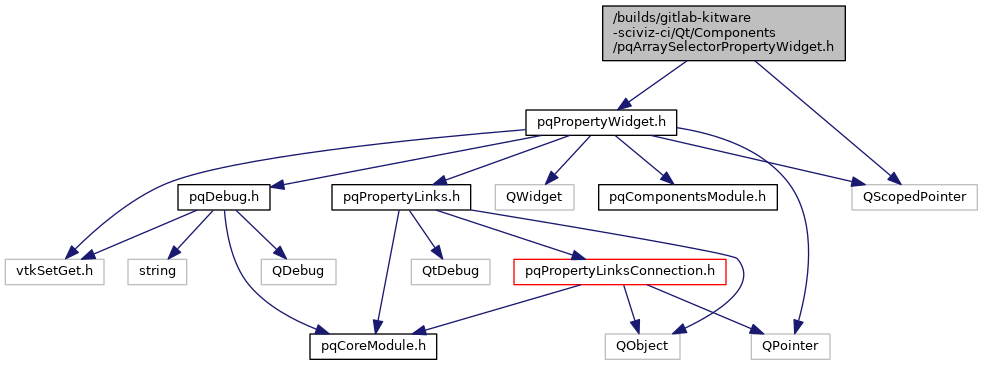 /builds/gitlab-kitware
-sciviz-ci/Qt/Components
/pqArraySelectorPropertyWidget.h
pqPropertyWidget.h
pqDebug.h
pqPropertyLinks.h
QWidget
pqComponentsModule.h
QScopedPointer
vtkSetGet.h
string
QDebug
QtDebug
pqPropertyLinksConnection.h
pqCoreModule.h
QObject
QPointer